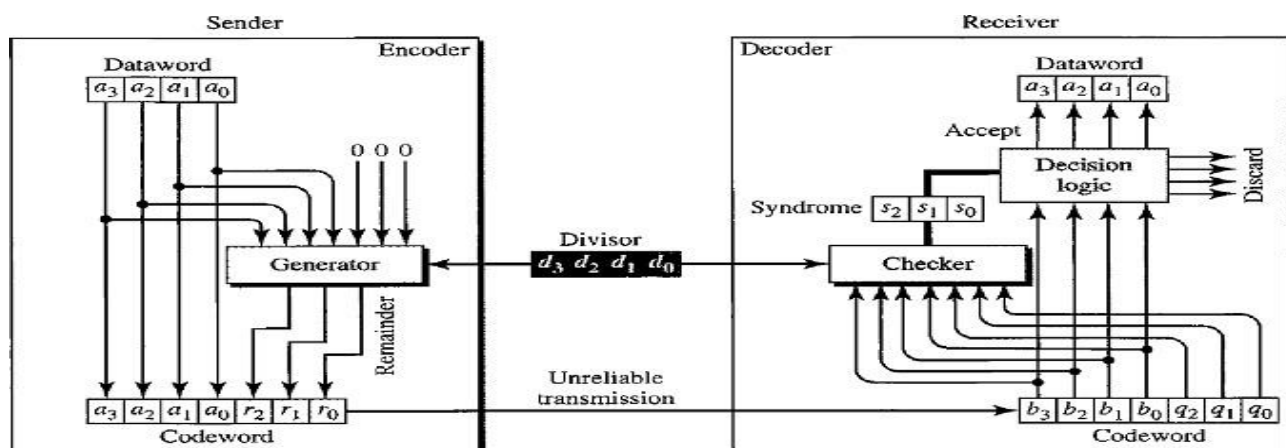 Sender
Receiver
Encoder
Decoder
Dataword
a3 a2 a1 a0
0 0 0
Generator
Remainder
a3 a2 a1 a0 r2 r1 r0
Codeword
Divisor
d3 d2 d1 d0
Unreliable
transmission
Dataword
a3 a2 a1 a0
Accept
Decision
logic
Discard
Syndrome
s2 s1 s0
Checker
b3 b2 b1 b0 q2 q1 q0
Codeword